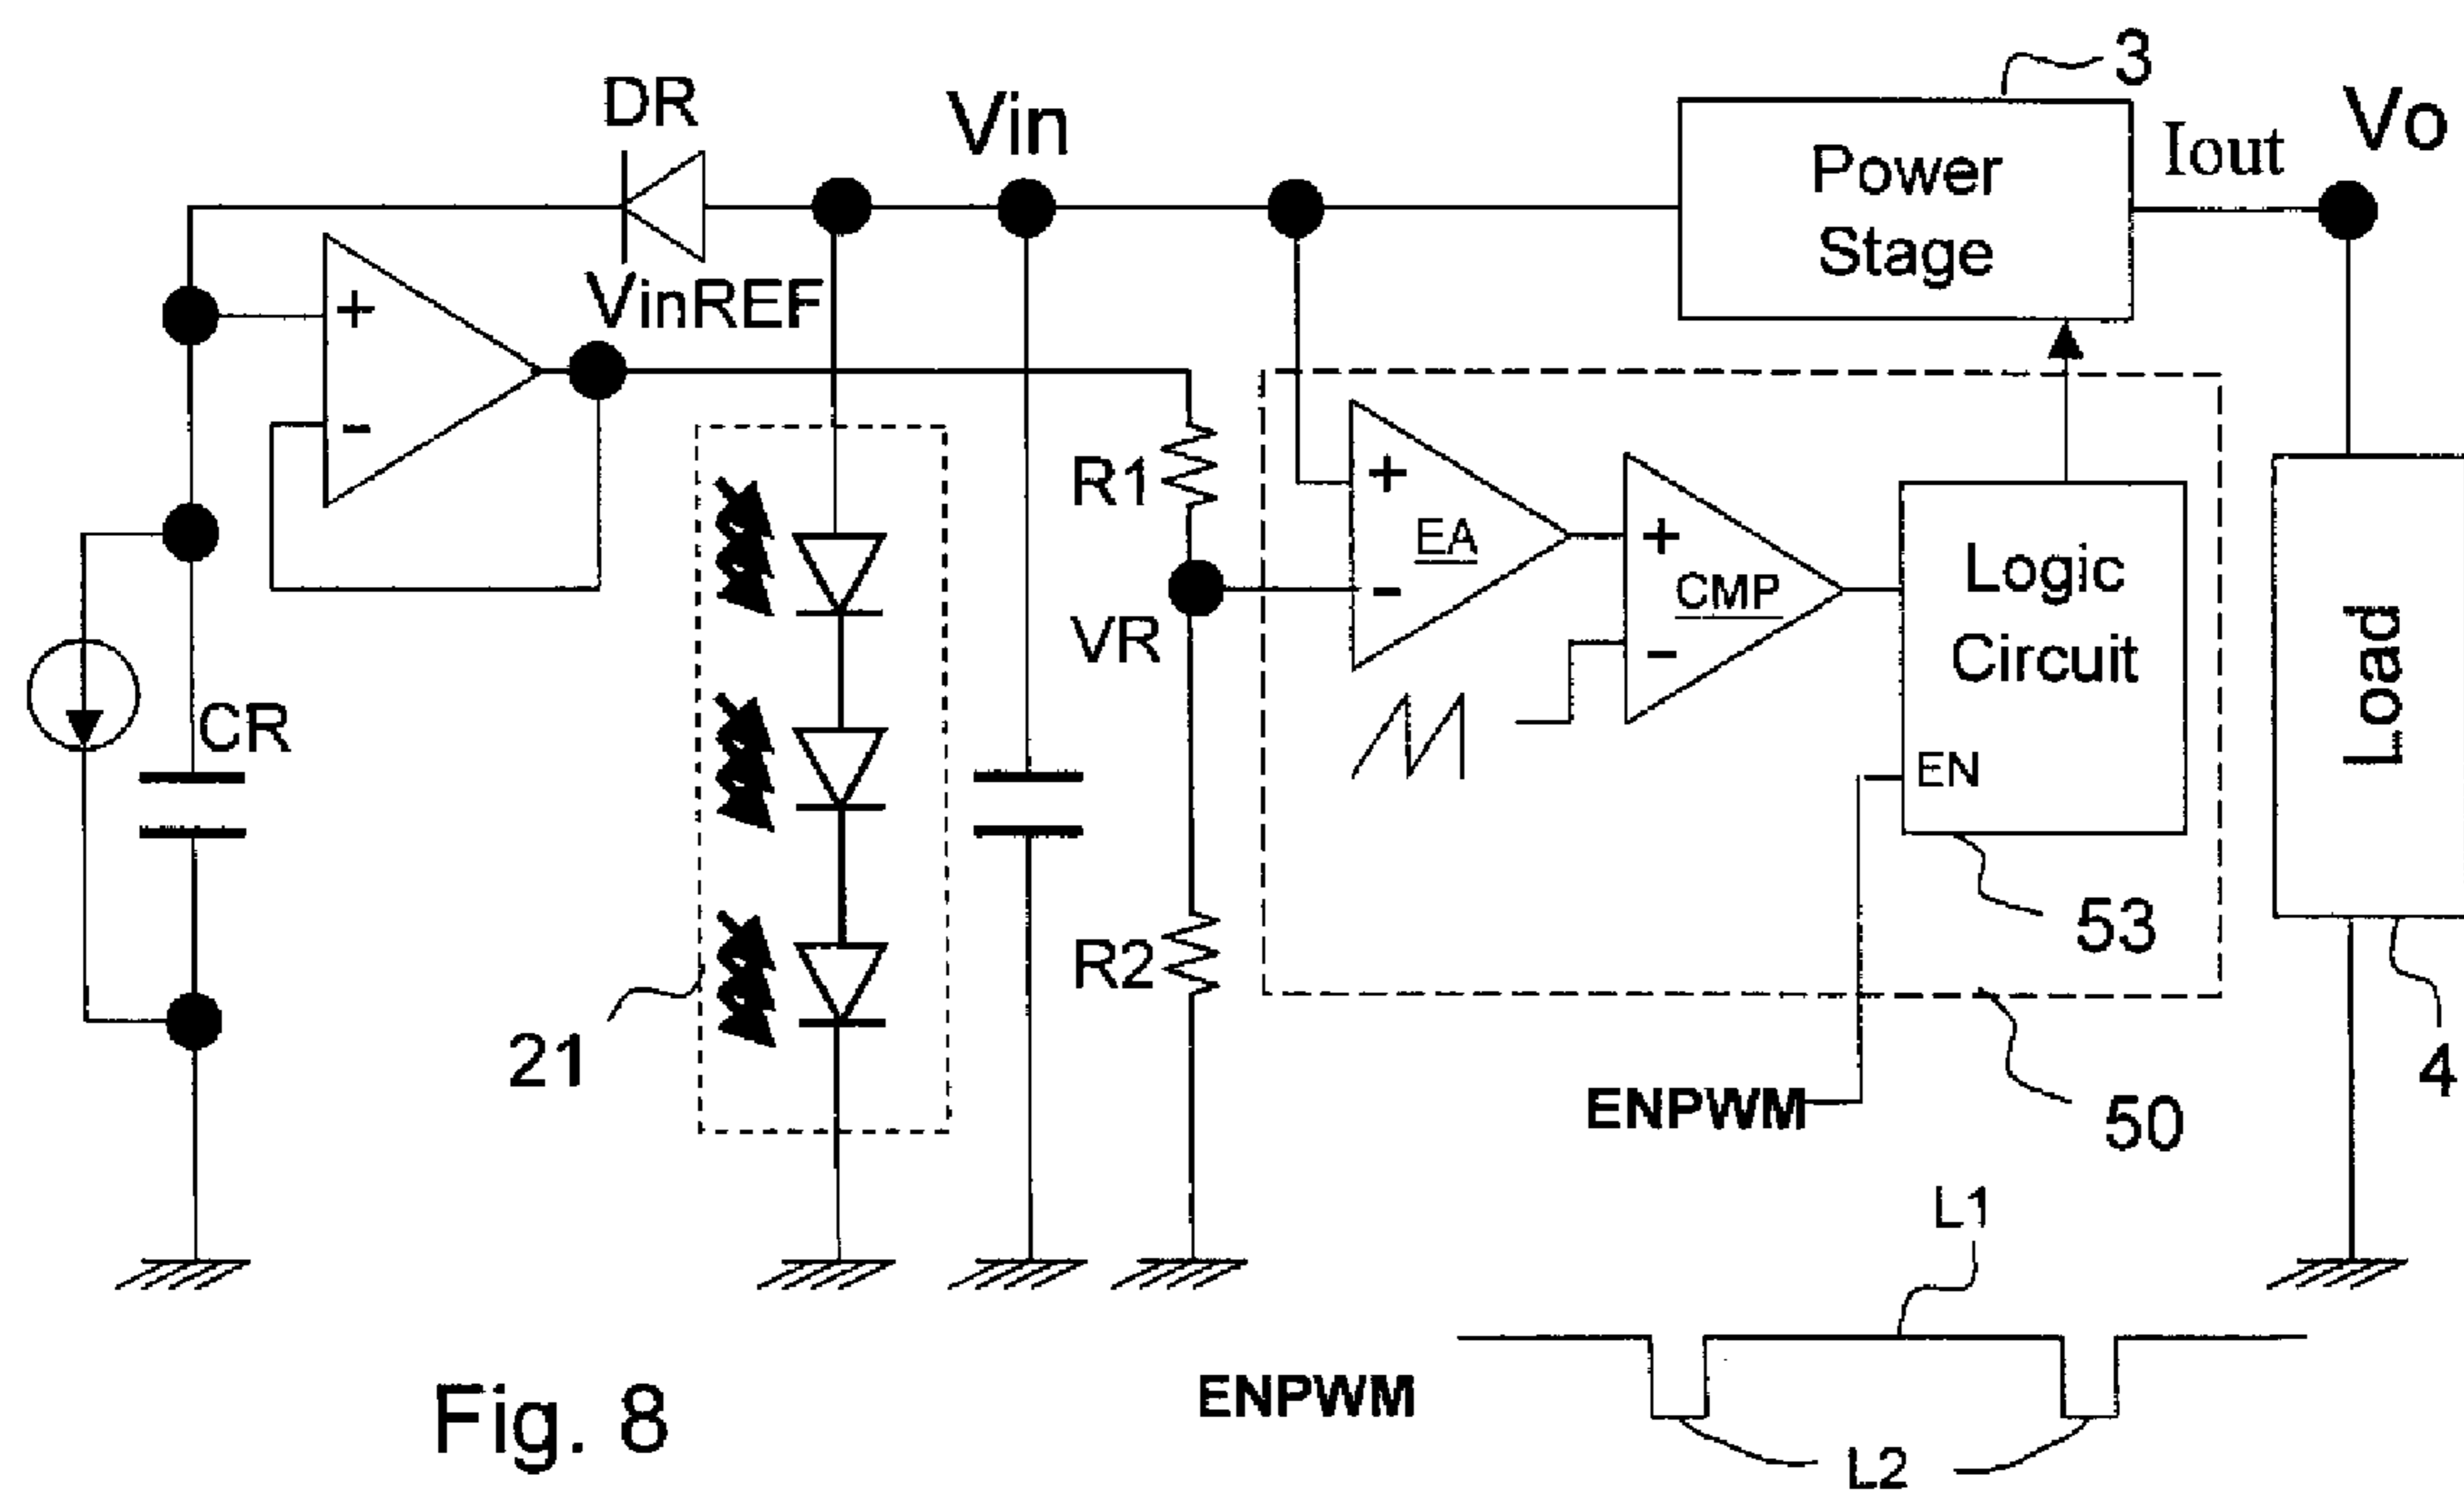 3
DR
Vin
Iout
Vo
Power
Stage
VinREF
+
-
R1
+
EA
-
+
CMP
-
Logic
Circuit
EN
VR
CR
Load
R2
53
21
ENPWM
50
4
L1
ENPWM
L2
Fig. 8